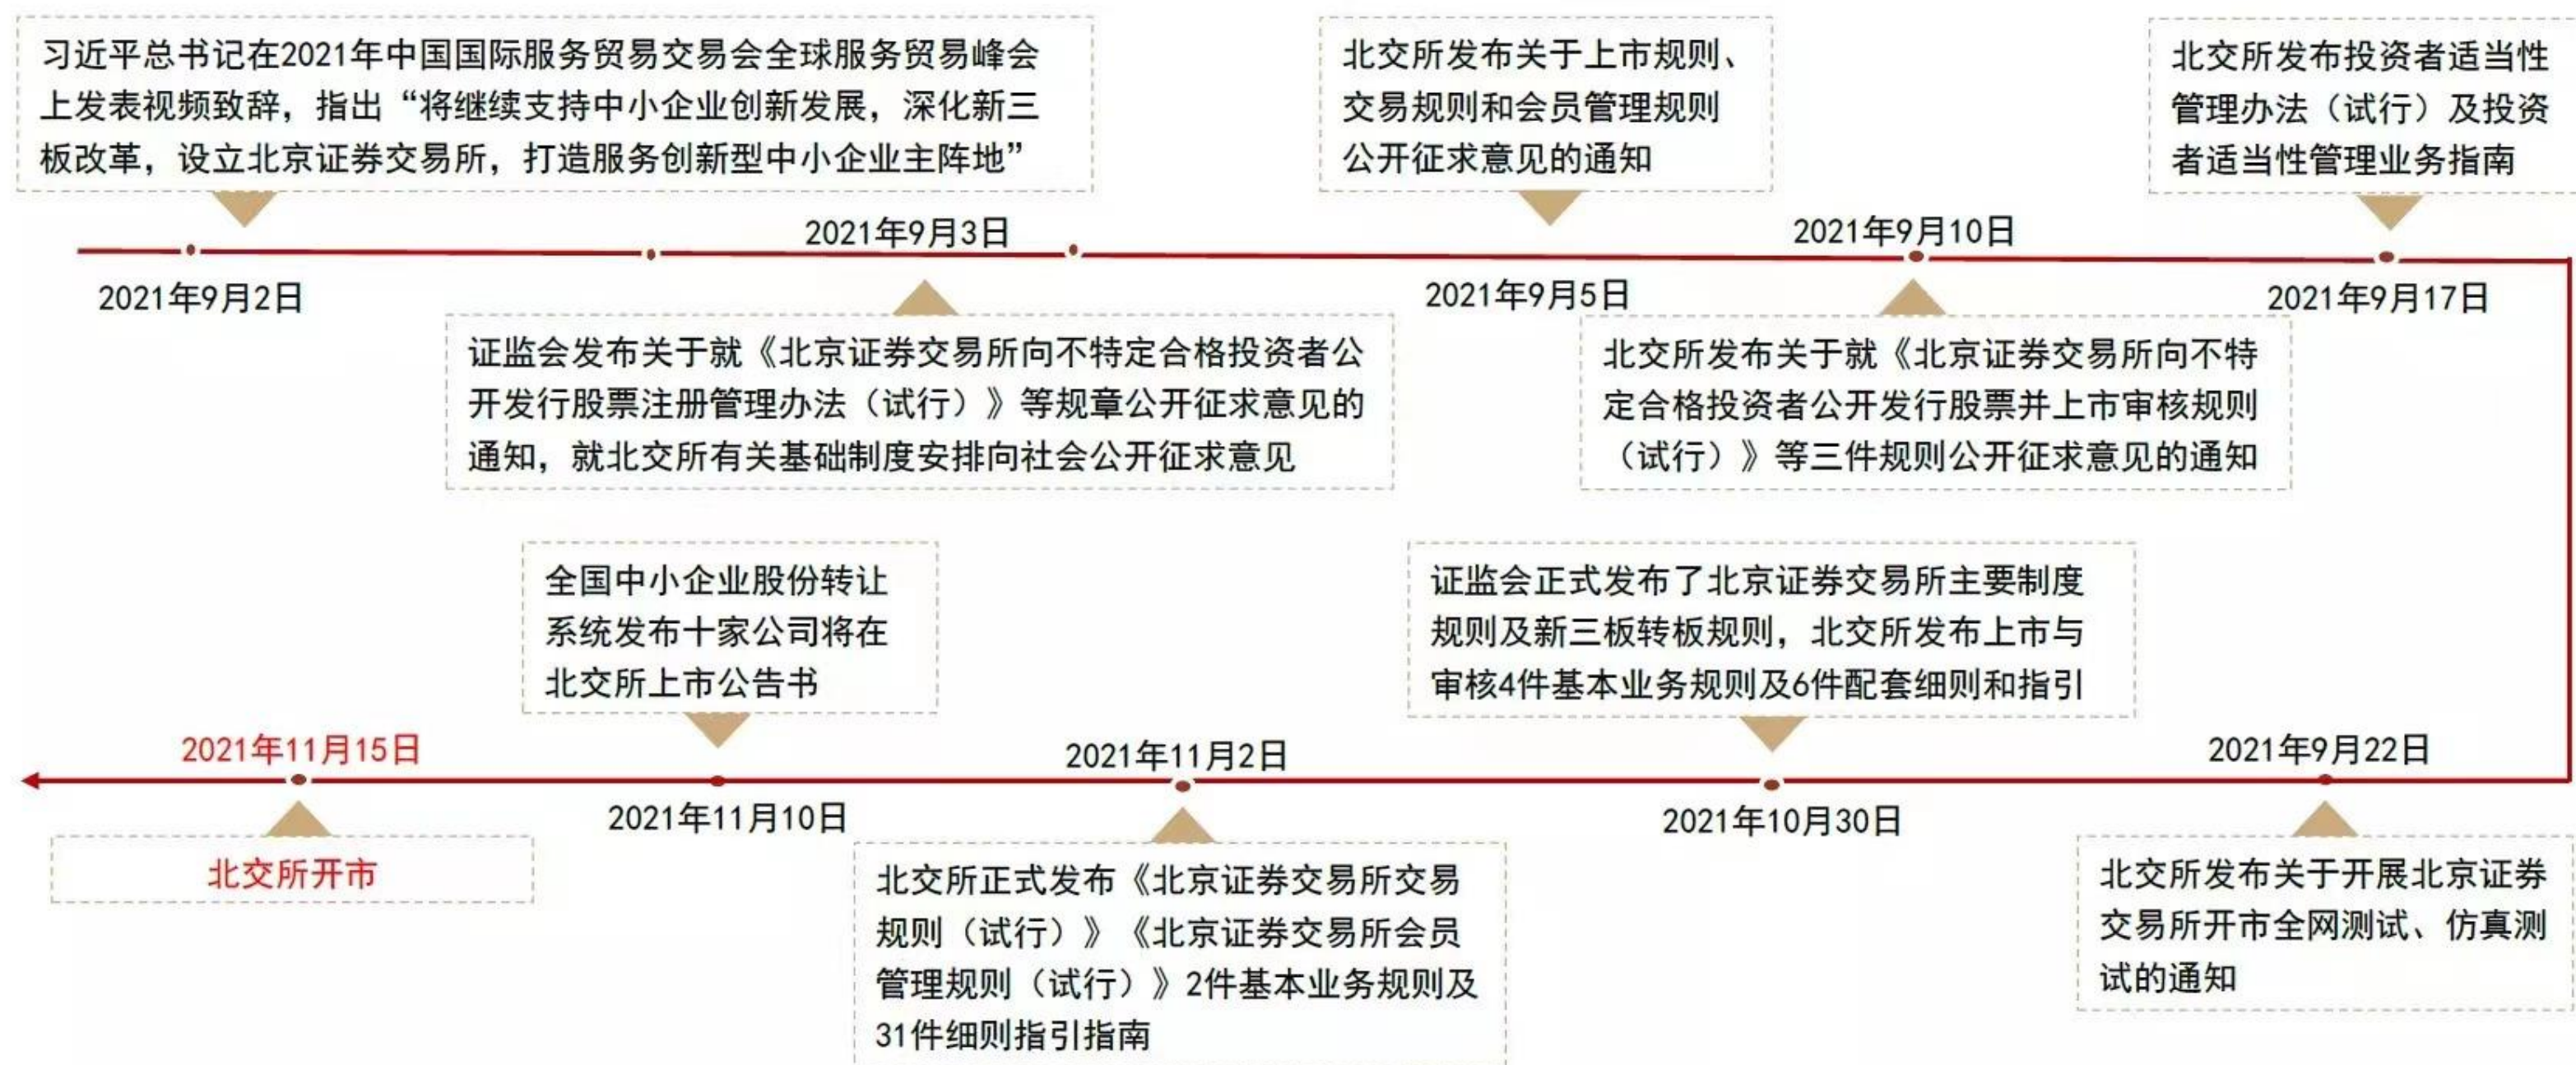 习近平总书记在2021年中国国际服务贸易交易会全球服务贸易峰会
上发表视频致辞，指出“将继续支持中小企业创新发展，深化新三
板改革，设立北京证券交易所，打造服务创新型中小企业主阵地”
2021年9月2日
2021年9月3日
证监会发布关于就《北京证券交易所向不特定合格投资者公
开发行股票注册管理办法（试行）》等规章公开征求意见的
通知，就北交所有关基础制度安排向社会公开征求意见
北交所发布关于上市规则、
交易规则和会员管理规则
公开征求意见的通知
2021年9月5日
2021年9月10日
北交所发布关于就《北京证券交易所向不特
定合格投资者公开发行股票并上市审核规则
（试行）》等三件规则公开征求意见的通知
北交所发布投资者适当性
管理办法（试行）及投资
者适当性管理业务指南
2021年9月17日
2021年9月22日
北交所发布关于开展北京证券
交易所开市全网测试、仿真测
试的通知
证监会正式发布了北京证券交易所主要制度
规则及新三板转板规则，北交所发布上市与
审核4件基本业务规则及6件配套细则和指引
2021年10月30日
2021年11月2日
北交所正式发布《北京证券交易所交易
规则（试行）》《北京证券交易所会员
管理规则（试行）》2件基本业务规则及
31件细则指引指南
全国中小企业股份转让
系统发布十家公司将在
北交所上市公告书
2021年11月10日
2021年11月15日
北交所开市